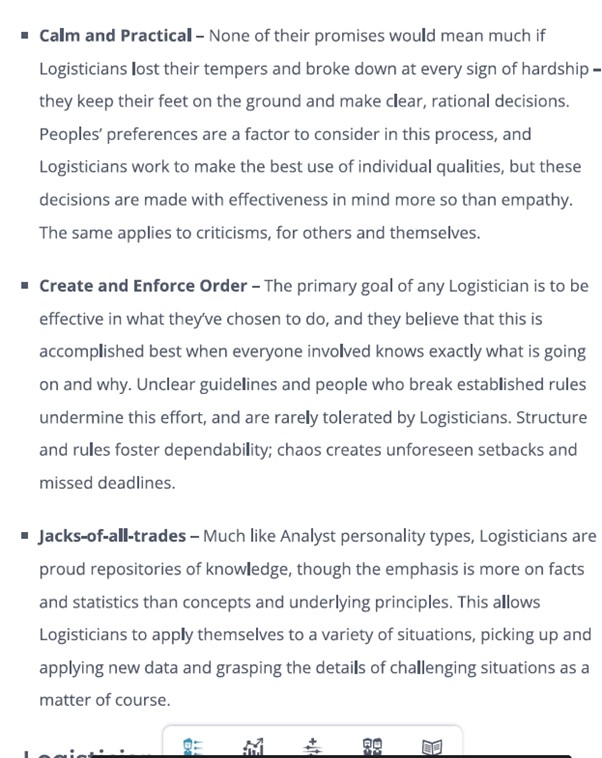 ▪ Calm and Practical – None of their promises would mean much if
Logisticians lost their tempers and broke down at every sign of hardship –
they keep their feet on the ground and make clear, rational decisions.
Peoples’ preferences are a factor to consider in this process, and
Logisticians work to make the best use of individual qualities, but these
decisions are made with effectiveness in mind more so than empathy.
The same applies to criticisms, for others and themselves.
▪ Create and Enforce Order – The primary goal of any Logistician is to be
effective in what they’ve chosen to do, and they believe that this is
accomplished best when everyone involved knows exactly what is going
on and why. Unclear guidelines and people who break established rules
undermine this effort, and are rarely tolerated by Logisticians. Structure
and rules foster dependability; chaos creates unforeseen setbacks and
missed deadlines.
▪ Jacks-of-all-trades – Much like Analyst personality types, Logisticians are
proud repositories of knowledge, though the emphasis is more on facts
and statistics than concepts and underlying principles. This allows
Logisticians to apply themselves to a variety of situations, picking up and
applying new data and grasping the details of challenging situations as a
matter of course.